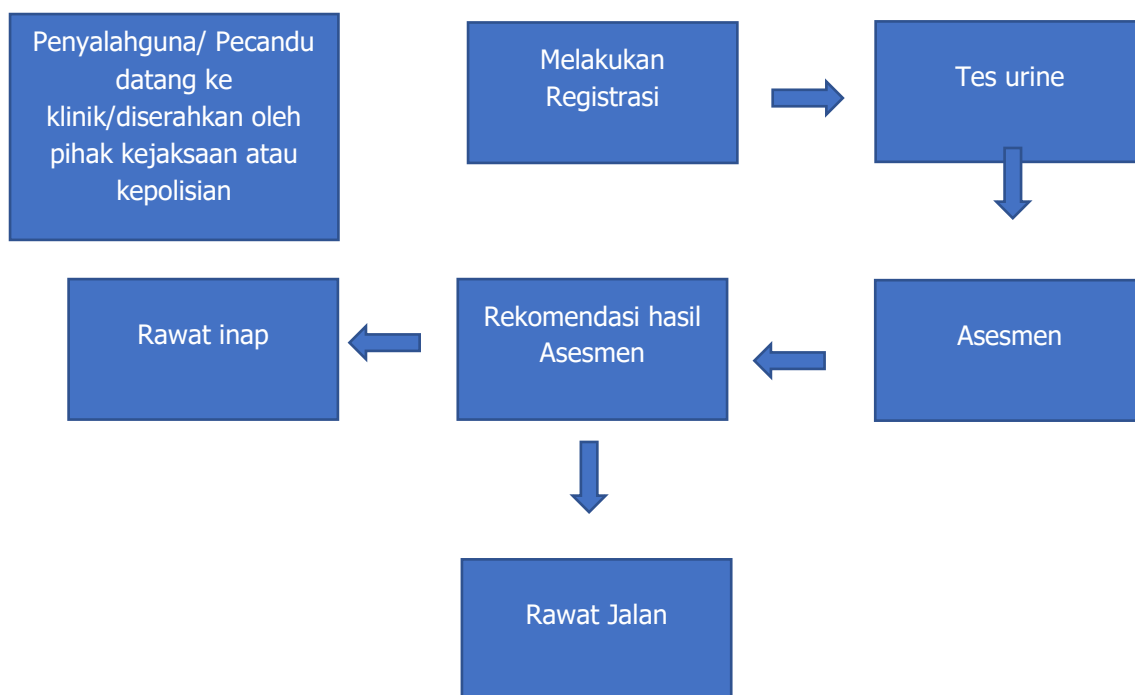 Penyalahguna/ Pecandu
datang ke
klinik/diserahkan oleh
pihak kejaksaan atau
kepolisian
Melakukan
Registrasi
Tes urine
Asesmen
Rekomendasi hasil
Asesmen
Rawat inap
Rawat Jalan